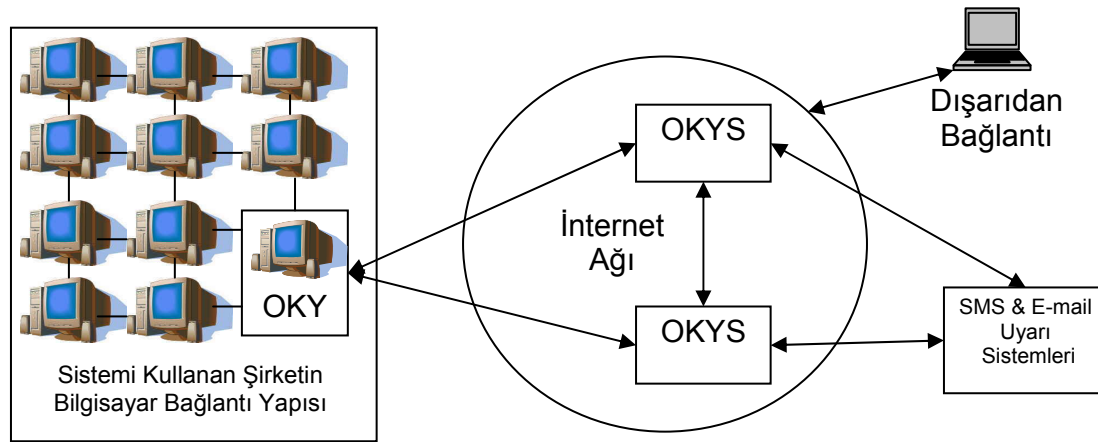 OKY
Sistemi Kullanan Şirketin
Bilgisayar Bağlantı Yapısı
OKYS
İnternet
Ağı
OKYS
Dışarıdan
Bağlantı
SMS & E-mail
Uyarı
Sistemleri